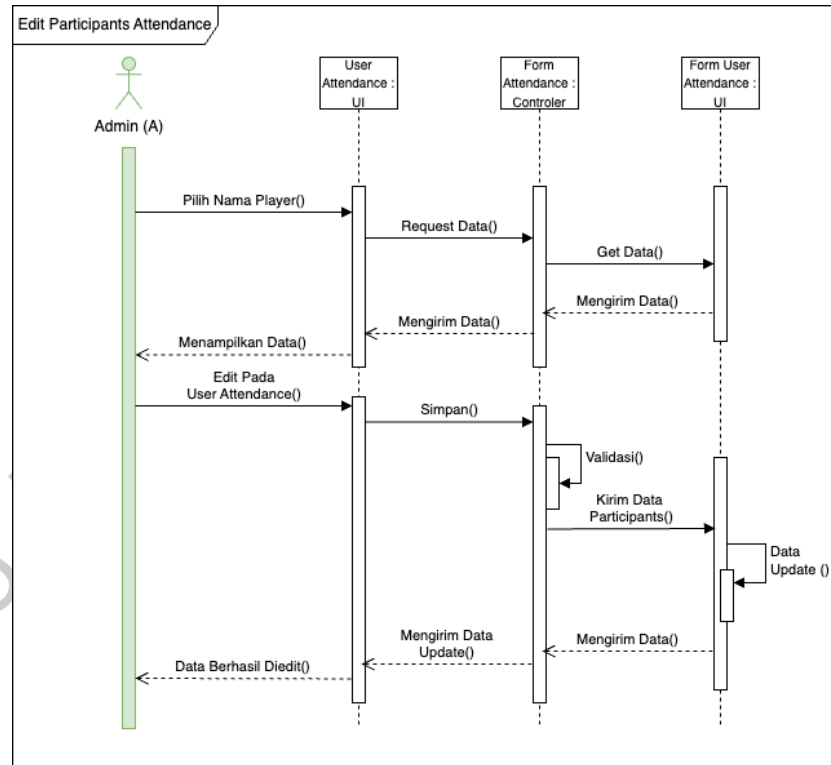 Edit Participants Attendance
User
Attendance :
UI
Form
Attendance :
Controler
Form User
Attendance :
UI
Admin (A)
Pilih Nama Player()
Request Data()
Get Data()
Mengirim Data()
Mengirim Data()
Menampilkan Data()
Edit Pada
User Attendance()
Simpan()
Validasi()
Kirim Data
Participants()
Data
Update ()
Mengirim Data()
Mengirim Data
Update()
Data Berhasil Diedit()